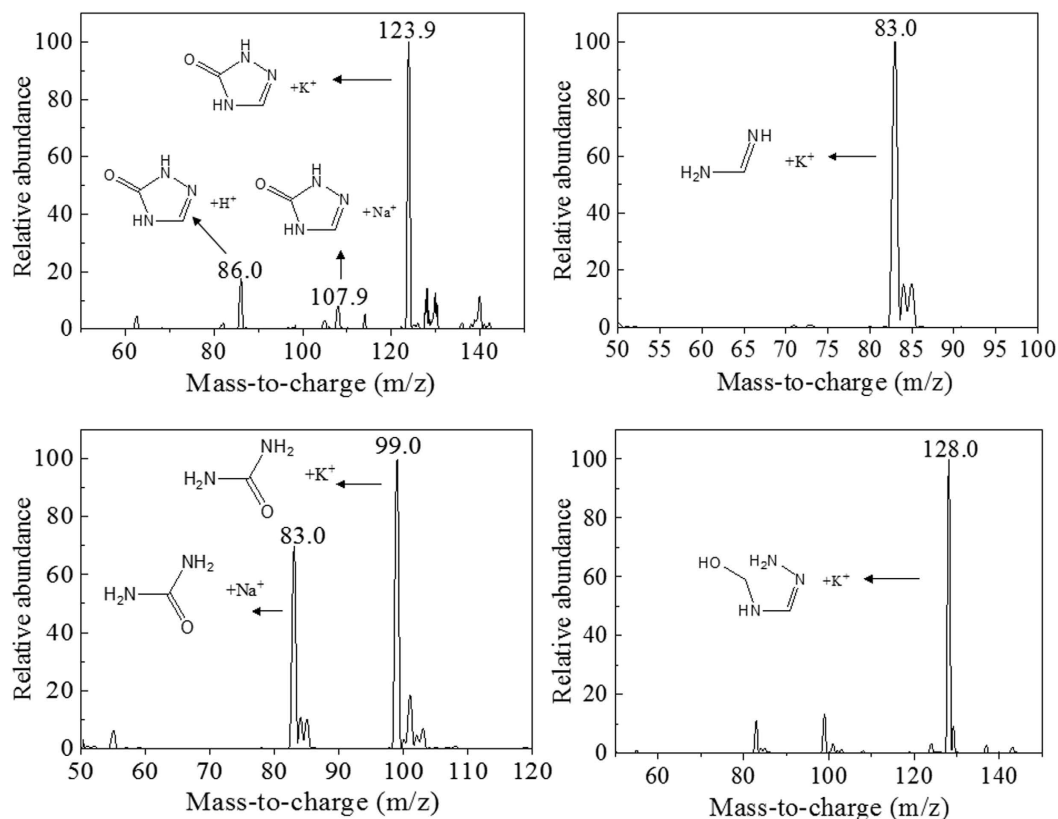 123.9
100
80
60
40
20
0
Relative abundance
H
N
O
N
HN
+K⁺
H
N
O
N
HN
+H⁺
H
N
O
N
HN
+Na⁺
86.0
107.9
60
80
100
120
140
Mass-to-charge (m/z)
83.0
100
80
60
40
20
0
Relative abundance
NH
H₂N
+K⁺
50
55
60
65
70
75
80
85
90
95
100
Mass-to-charge (m/z)
99.0
83.0
100
80
60
40
20
0
Relative abundance
NH₂
H₂N
O
+K⁺
NH₂
H₂N
O
+Na⁺
50
60
70
80
90
100
110
120
Mass-to-charge (m/z)
128.0
100
80
60
40
20
0
Relative abundance
HO
H₂N
N
HN
+K⁺
60
80
100
120
140
Mass-to-charge (m/z)